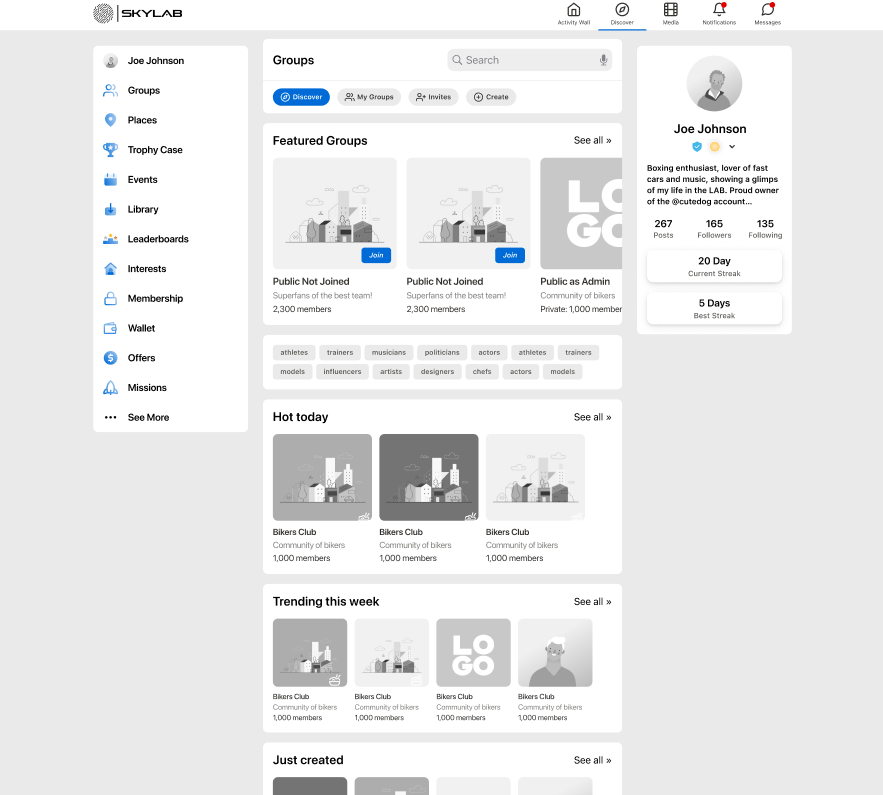 SKYLAB
Activity Wall
Discover
Media
Notifications
Messages
Joe Johnson
Groups
Places
Trophy Case
Events
Library
Leaderboards
Interests
Membership
Wallet
Offers
Missions
See More
Groups
Search
Discover
My Groups
Invites
Create
Featured Groups
See all »
Join
Public Not Joined
Superfans of the best team!
2,300 members
Join
Public Not Joined
Superfans of the best team!
2,300 members
LO
GO
Public as Admin
Community of bikers
Private: 1,000 member
athletes trainers musicians politicians actors athletes trainers
models influencers artists designers chefs actors models
Hot today
See all »
Bikers Club
Community of bikers
1,000 members
Bikers Club
Community of bikers
1,000 members
Bikers Club
Community of bikers
1,000 members
Trending this week
See all »
Bikers Club
Community of bikers
1,000 members
Bikers Club
Community of bikers
1,000 members
LO
GO
Bikers Club
Community of bikers
1,000 members
Bikers Club
Community of bikers
1,000 members
Just created
See all »
Joe Johnson
Boxing enthusiast, lover of fast
cars and music, showing a glimps
of my life in the LAB. Proud owner
of the @cutedog account...
267
Posts
165
Followers
135
Following
20 Day
Current Streak
5 Days
Best Streak